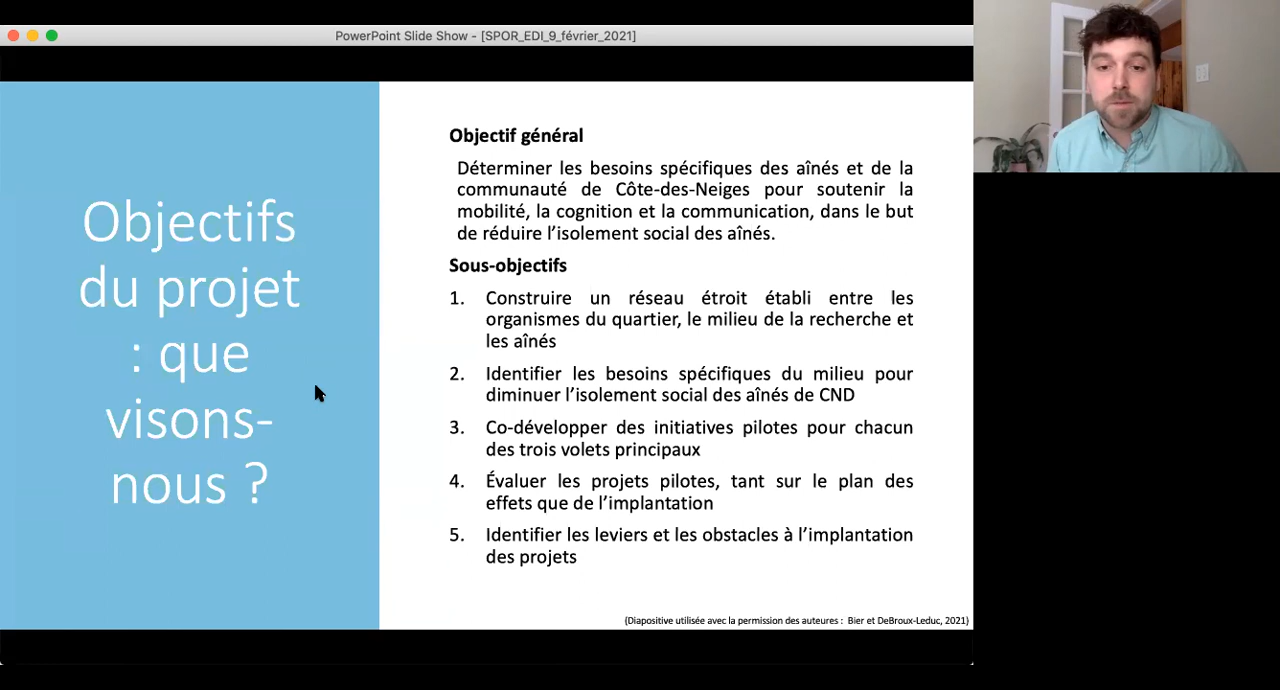 PowerPoint Slide Show - [SPOR_EDI_9_février_2021]
Objectifs
du projet
: que
visons-
nous ?
Objectif général
Déterminer les besoins spécifiques des aînés et de la
communauté de Côte-des-Neiges pour soutenir la
mobilité, la cognition et la communication, dans le but
de réduire l’isolement social des aînés.
Sous-objectifs
1. Construire un réseau étroit établi entre les
organismes du quartier, le milieu de la recherche et
les aînés
2. Identifier les besoins spécifiques du milieu pour
diminuer l’isolement social des aînés de CND
3. Co-développer des initiatives pilotes pour chacun
des trois volets principaux
4. Évaluer les projets pilotes, tant sur le plan des
effets que de l’implantation
5. Identifier les leviers et les obstacles à l’implantation
des projets
(Diapositive utilisée avec la permission des auteures : Bier et DeBroux-Leduc, 2021)